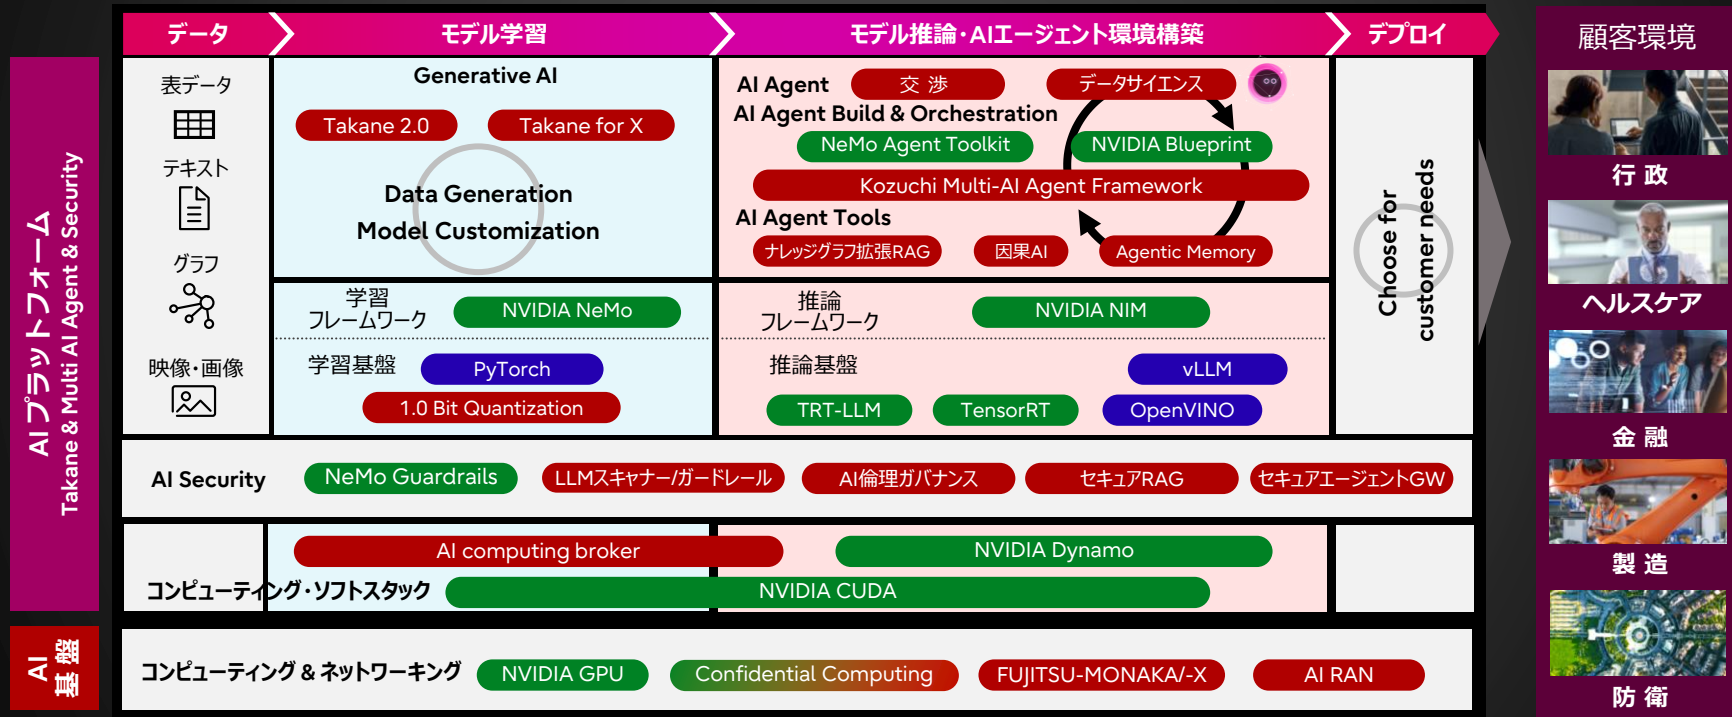 データ
モデル学習
モデル推論・AIエージェント環境構築
デプロイ
顧客環境
AIプラットフォーム
Takane & Multi AI Agent & Security
表データ
テキスト
グラフ
映像・画像
Generative AI
Takane 2.0
Takane for X
Data Generation
Model Customization
AI Agent
交 渉
データサイエンス
AI Agent Build & Orchestration
NeMo Agent Toolkit
NVIDIA Blueprint
Kozuchi Multi-AI Agent Framework
AI Agent Tools
ナレッジグラフ拡張RAG
因果AI
Agentic Memory
Choose for
customer needs
学習
フレームワーク
NVIDIA NeMo
推論
フレームワーク
NVIDIA NIM
学習基盤
PyTorch
1.0 Bit Quantization
推論基盤
vLLM
TRT-LLM
TensorRT
OpenVINO
AI Security
NeMo Guardrails
LLMスキャナー/ガードレール
AI倫理ガバナンス
セキュアRAG
セキュアエージェントGW
AI computing broker
NVIDIA Dynamo
コンピューティング・ソフトスタック
NVIDIA CUDA
AI
基盤
コンピューティング & ネットワーキング
NVIDIA GPU
Confidential Computing
FUJITSU-MONAKA/-X
AI RAN
行 政
ヘルスケア
金 融
製 造
防 衛